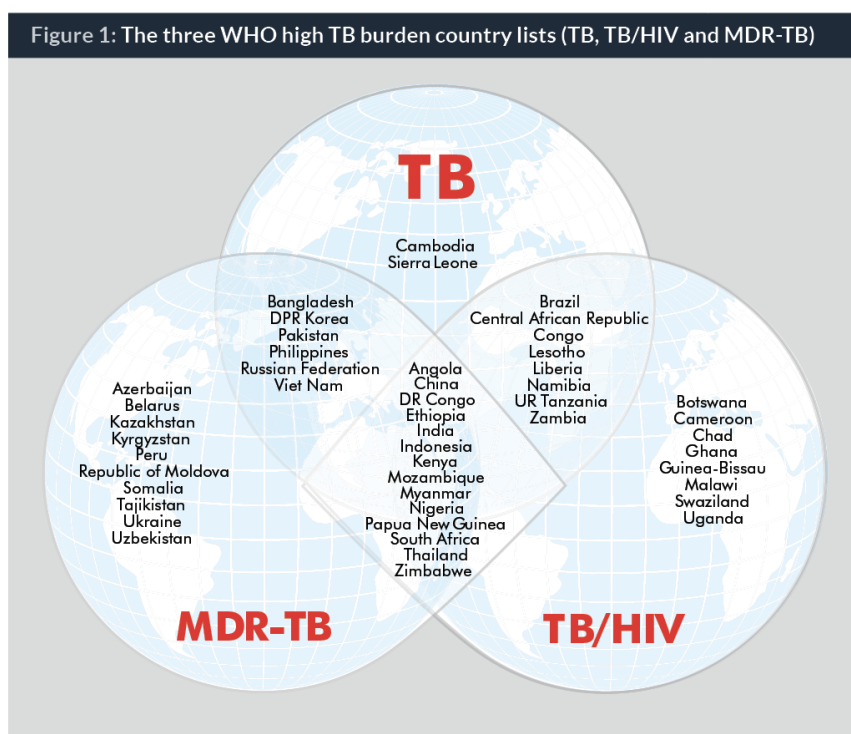 Figure 1: The three WHO high TB burden country lists (TB, TB/HIV and MDR-TB)
TB
Cambodia
Sierra Leone
Bangladesh
DPR Korea
Pakistan
Philippines
Russian Federation
Viet Nam
Brazil
Central African Republic
Congo
Lesotho
Liberia
Namibia
UR Tanzania
Zambia
Azerbaijan
Belarus
Kazakhstan
Kyrgyzstan
Peru
Republic of Moldova
Somalia
Tajikistan
Ukraine
Uzbekistan
Angola
China
DR Congo
Ethiopia
India
Indonesia
Kenya
Mozambique
Myanmar
Nigeria
Papua New Guinea
South Africa
Thailand
Zimbabwe
Botswana
Cameroon
Chad
Ghana
Guinea-Bissau
Malawi
Swaziland
Uganda
MDR-TB
TB/HIV